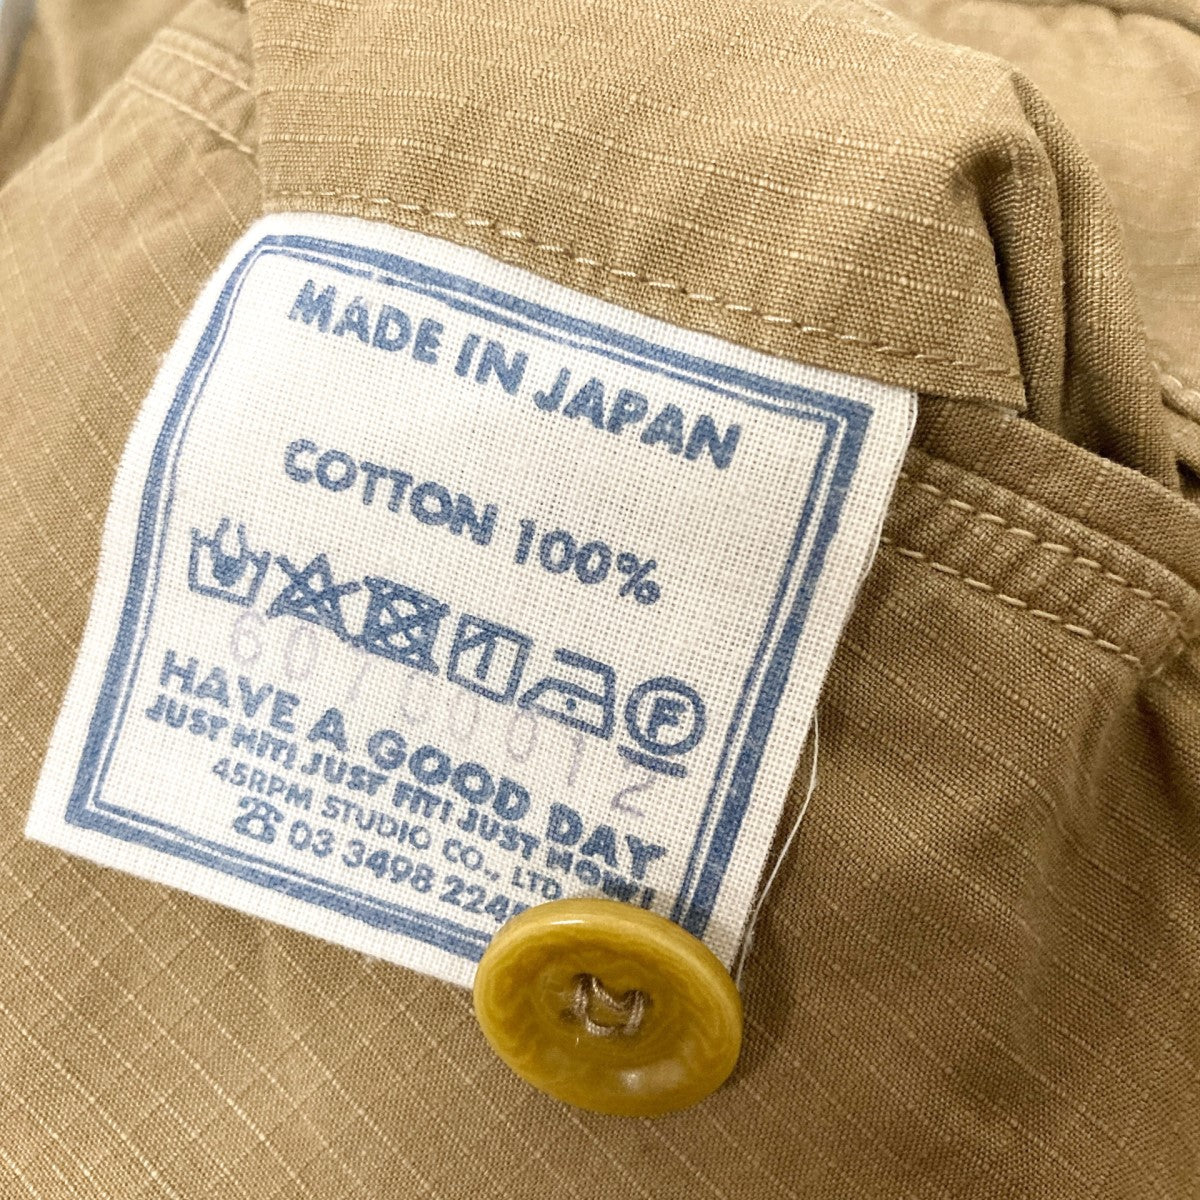 MADE IN JAPAN
COTTON 100%
F
HAVE A GOOD DAY
JUST HIT! JUST FIT! JUST NOW!
45RPM STUDIO CO., LTD
☎ 03 3498 224